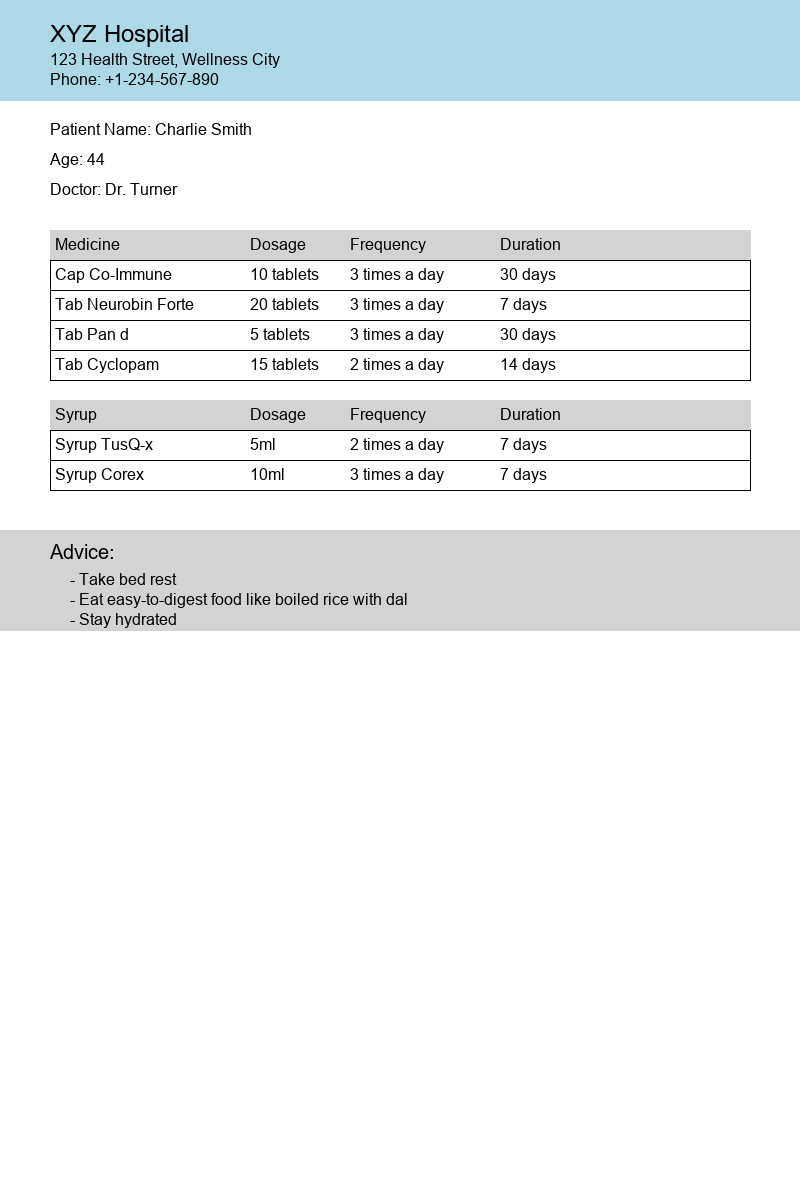 XYZ Hospital
123 Health Street, Wellness City
Phone: +1-234-567-890
Patient Name: Charlie Smith
Age: 44
Doctor: Dr. Turner
Medicine Dosage Frequency Duration
Cap Co-Immune 10 tablets 3 times a day 30 days
Tab Neurobin Forte 20 tablets 3 times a day 7 days
Tab Pan d 5 tablets 3 times a day 30 days
Tab Cyclopam 15 tablets 2 times a day 14 days
Syrup Dosage Frequency Duration
Syrup TusQ-x 5ml 2 times a day 7 days
Syrup Corex 10ml 3 times a day 7 days
Advice:
- Take bed rest
- Eat easy-to-digest food like boiled rice with dal
- Stay hydrated